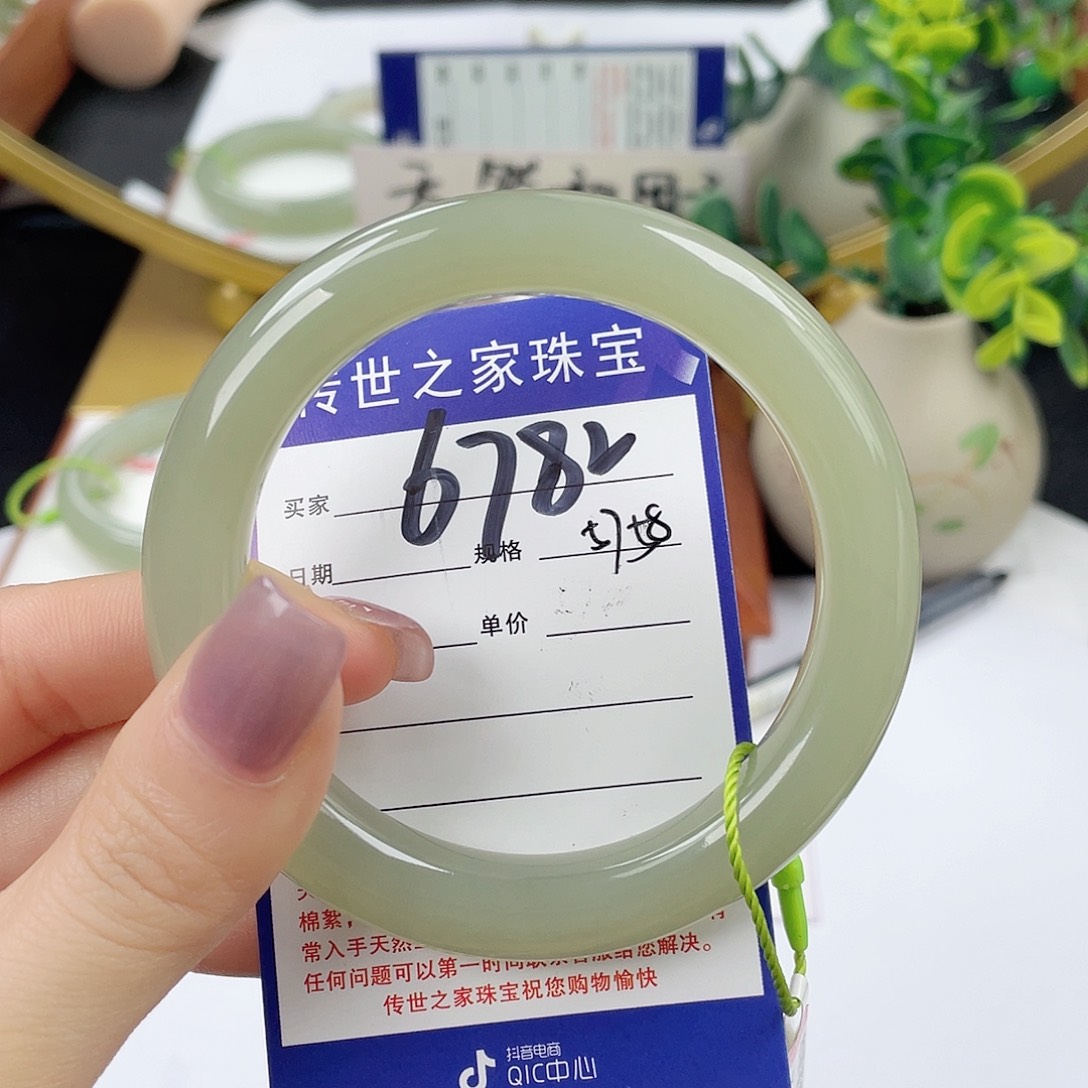 传世之家珠宝
买家 6782
日期 规格
单价
棉絮，
常入手天然
任何问题可以第一时间联系客服给您解决。
传世之家珠宝祝您购物愉快
抖音电商
QIC中心